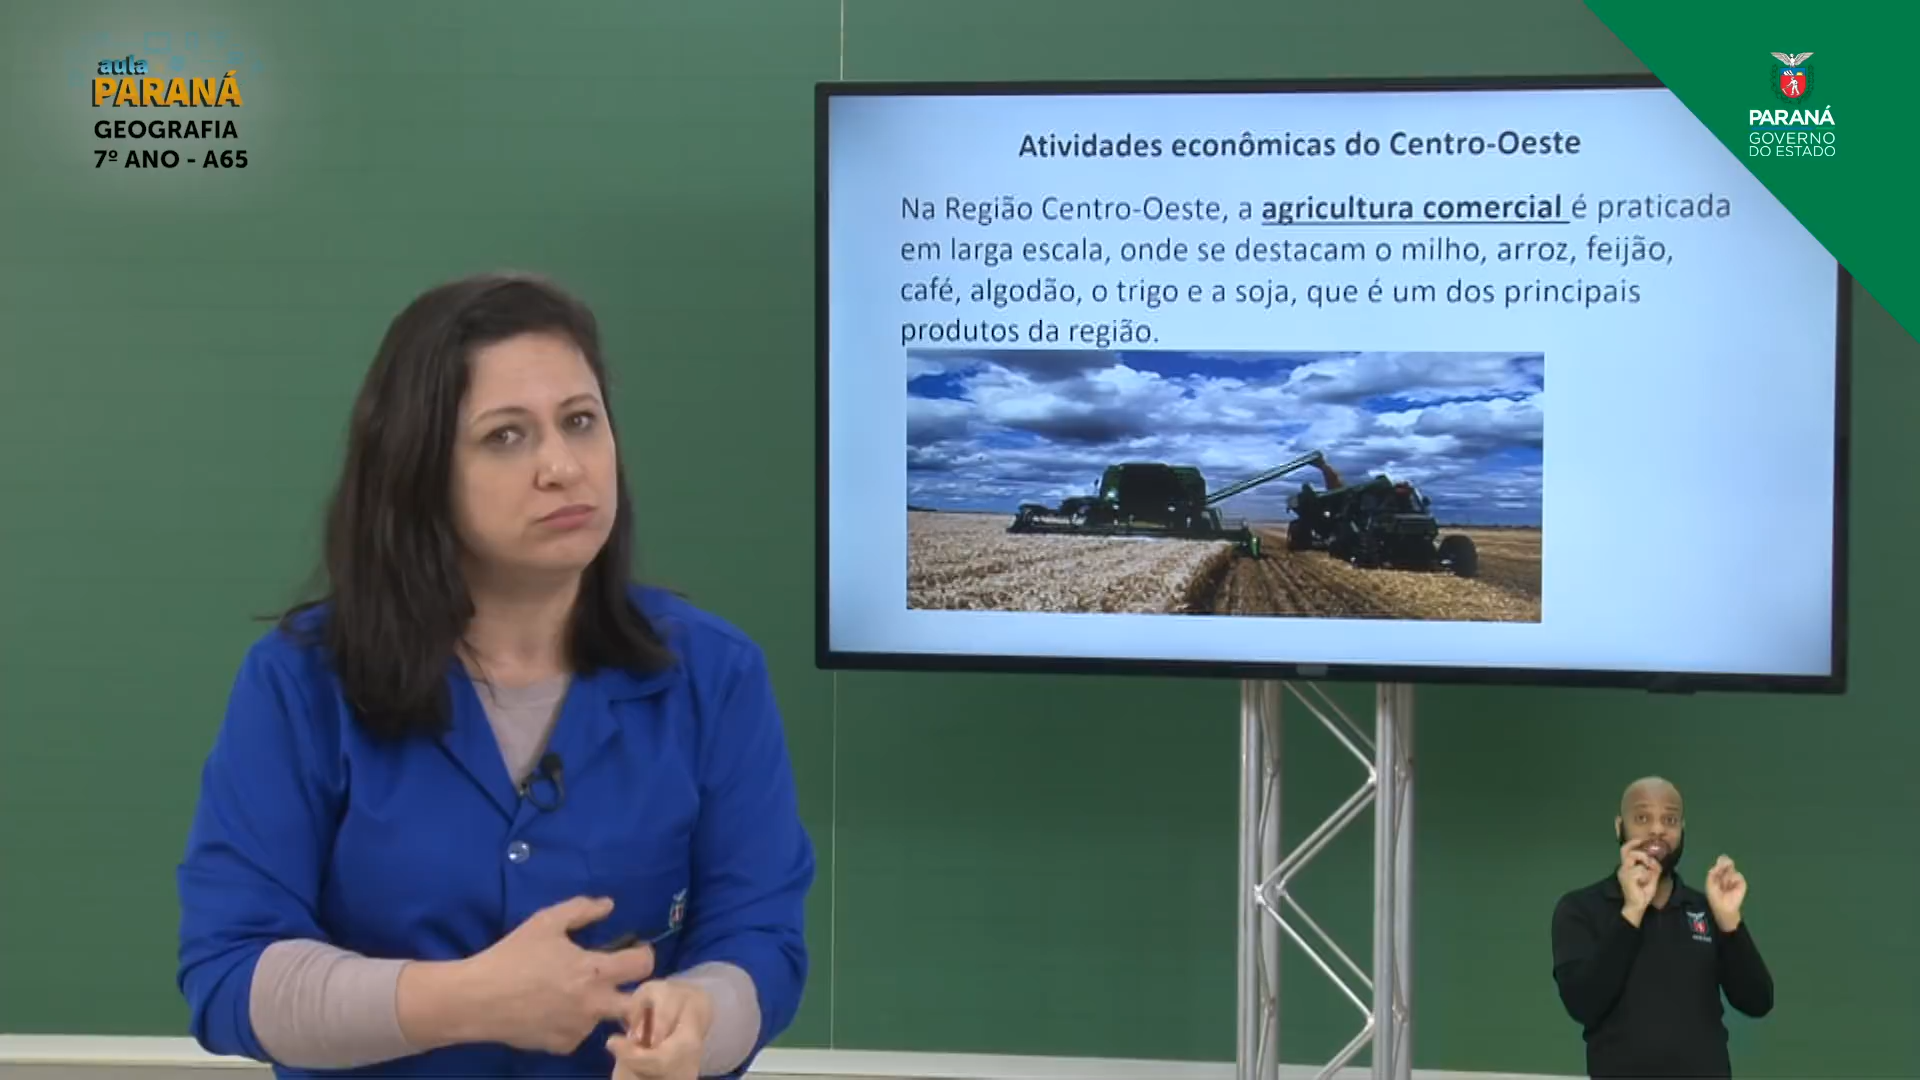 aula
PARANÁ
GEOGRAFIA
7º ANO - A65
Atividades econômicas do Centro-Oeste
Na Região Centro-Oeste, a agricultura comercial é praticada
em larga escala, onde se destacam o milho, arroz, feijão,
café, algodão, o trigo e a soja, que é um dos principais
produtos da região.
PARANÁ
GOVERNO
DO ESTADO